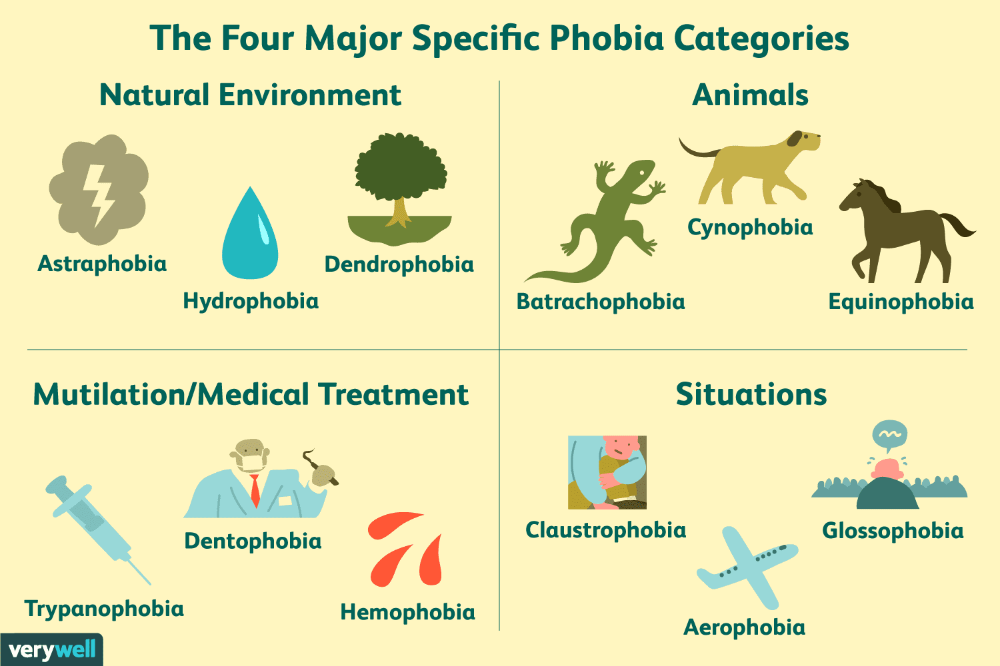 The Four Major Specific Phobia Categories
Natural Environment
Astraphobia
Hydrophobia
Dendrophobia
Animals
Batrachophobia
Cynophobia
Equinophobia
Mutilation/Medical Treatment
Trypanophobia
Dentophobia
Hemophobia
Situations
Claustrophobia
Aerophobia
Glossophobia
verywell